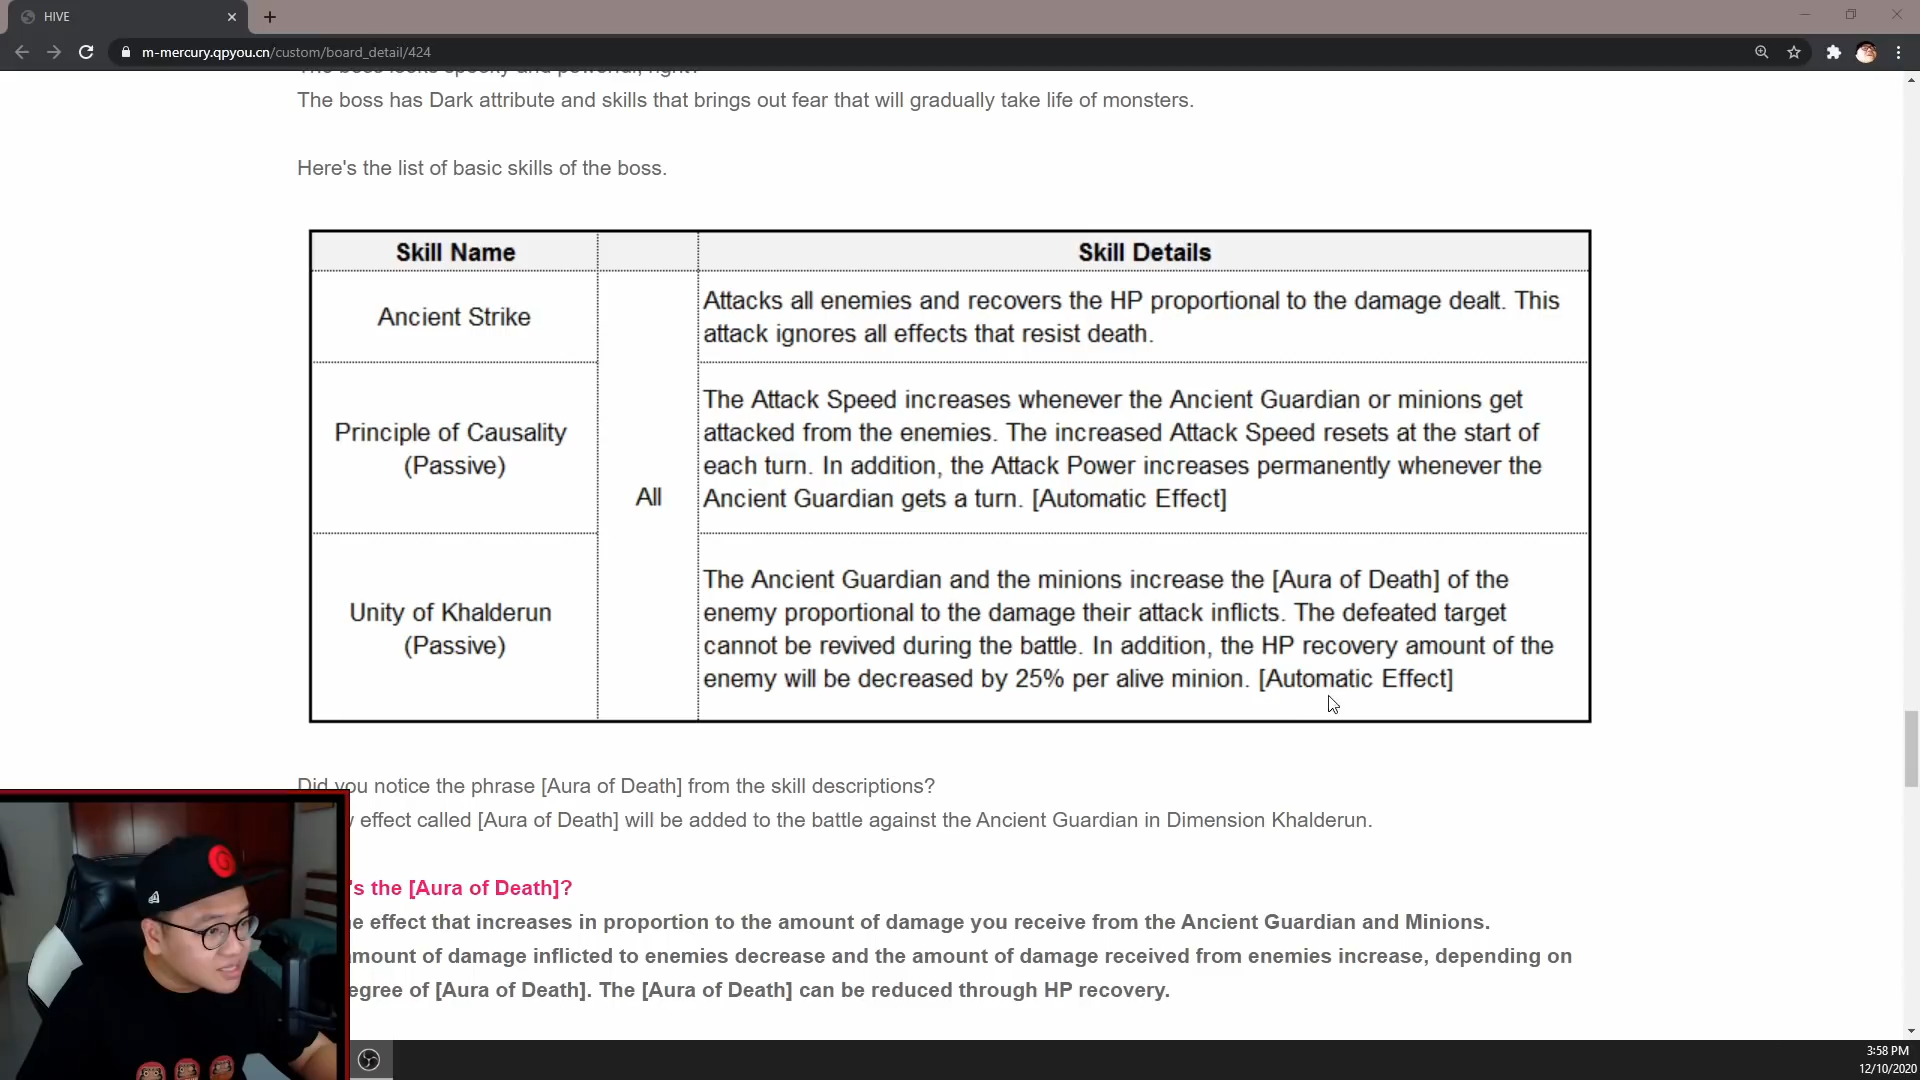 HIVE
m-mercury.qpyou.cn/custom/board_detail/424
The boss has Dark attribute and skills that brings out fear that will gradually take life of monsters.
Here's the list of basic skills of the boss.
Skill Name
Skill Details
Ancient Strike
Attacks all enemies and recovers the HP proportional to the damage dealt. This
attack ignores all effects that resist death.
Principle of Causality
(Passive)
The Attack Speed increases whenever the Ancient Guardian or minions get
attacked from the enemies. The increased Attack Speed resets at the start of
each turn. In addition, the Attack Power increases permanently whenever the
Ancient Guardian gets a turn. [Automatic Effect]
All
Unity of Khalderun
(Passive)
The Ancient Guardian and the minions increase the [Aura of Death] of the
enemy proportional to the damage their attack inflicts. The defeated target
cannot be revived during the battle. In addition, the HP recovery amount of the
enemy will be decreased by 25% per alive minion. [Automatic Effect]
Did you notice the phrase [Aura of Death] from the skill descriptions?
effect called [Aura of Death] will be added to the battle against the Ancient Guardian in Dimension Khalderun.
's the [Aura of Death]?
effect that increases in proportion to the amount of damage you receive from the Ancient Guardian and Minions.
amount of damage inflicted to enemies decrease and the amount of damage received from enemies increase, depending on
egree of [Aura of Death]. The [Aura of Death] can be reduced through HP recovery.
3:58 PM
12/10/2020